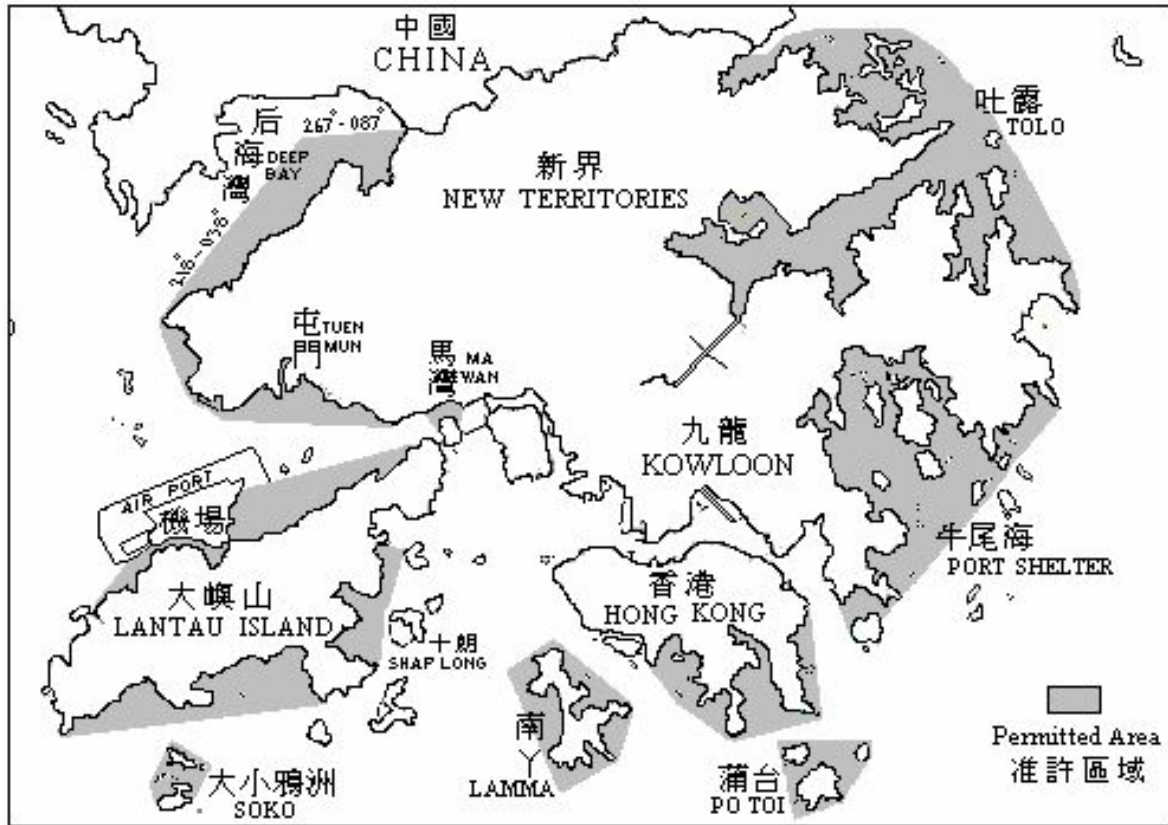 中國
CHINA
后海灣
DEEP
BAY
267°-087°
218°-038°
吐露
TOLO
新界
NEW TERRITORIES
屯門
TUEN
MUN
馬灣
MA
WAN
九龍
KOWLOON
AIR PORT
機場
牛尾海
PORT SHELTER
大嶼山
LANTAU ISLAND
香港
HONG KONG
十朗
SHAP LONG
南丫
LAMMA
大小鴉洲
SOKO
蒲台
PO TOI
Permitted Area
准許區域